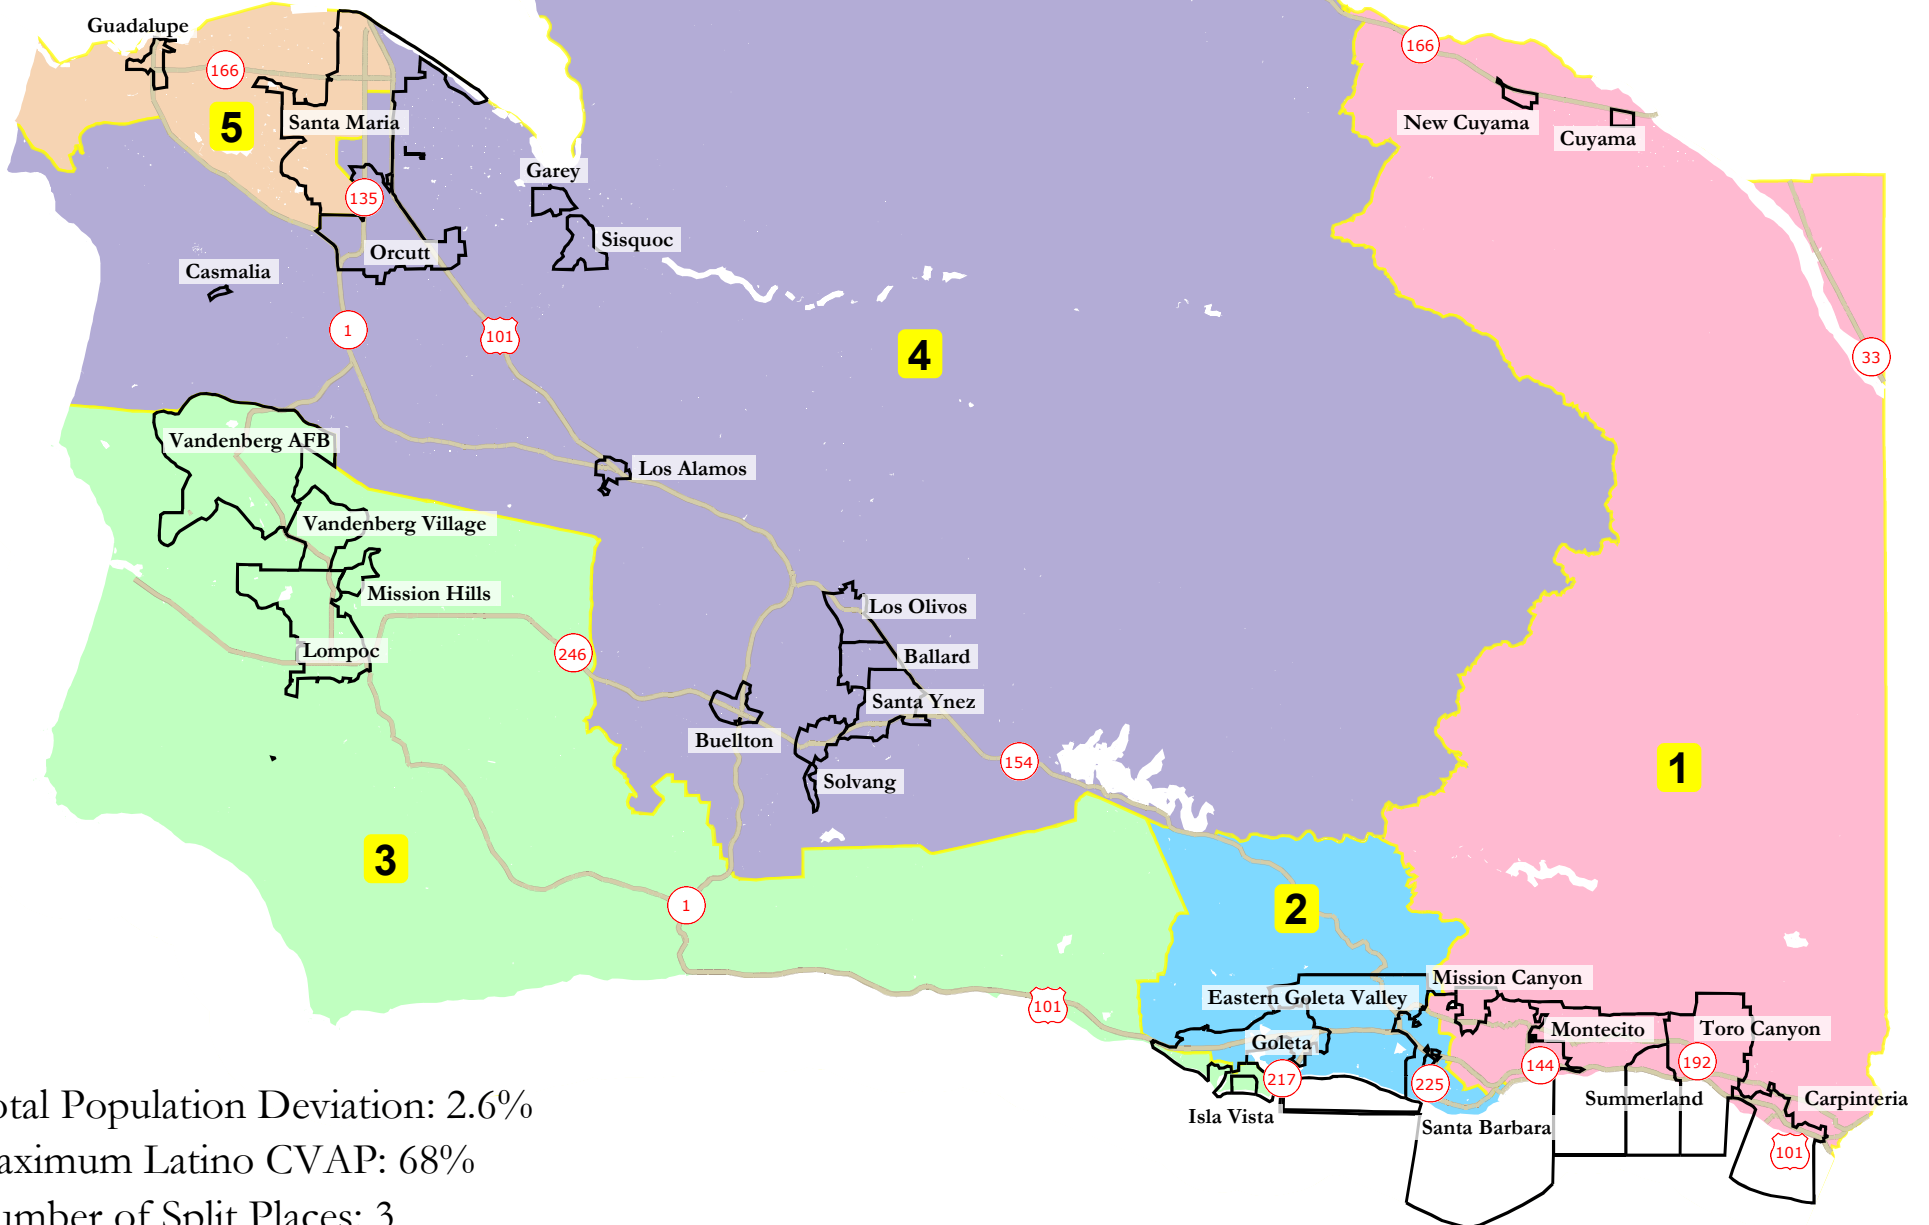 Guadalupe
166
166
5
Santa Maria
New Cuyama
Cuyama
Garey
135
Sisquoc
Orcutt
Casmalia
1
101
4
33
Vandenberg AFB
Los Alamos
Vandenberg Village
Mission Hills
Los Olivos
Lompoc
246
Ballard
Santa Ynez
Buellton
154
Solvang
1
3
1
2
Mission Canyon
Eastern Goleta Valley
101
Goleta
Montecito
Toro Canyon
217
225
144
192
Isla Vista
Summerland
Carpinteria
Santa Barbara
101
otal Population Deviation: 2.6%
aximum Latino CVAP: 68%
umber of Split Places: 3